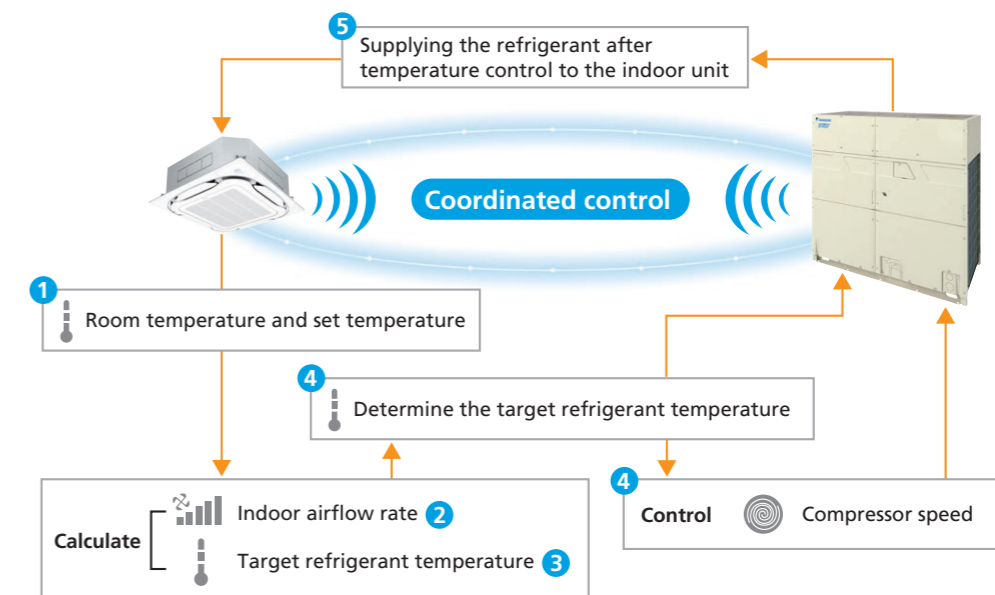 5
Supplying the refrigerant after
temperature control to the indoor unit
Coordinated control
1
Room temperature and set temperature
4
Determine the target refrigerant temperature
Calculate
Indoor airflow rate 2
Target refrigerant temperature 3
4
Control
Compressor speed